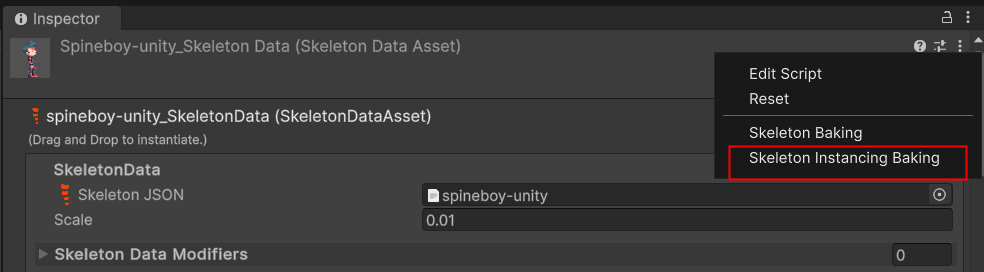 Inspector
Spineboy-unity_Skeleton Data (Skeleton Data Asset)
Edit Script
Reset
Skeleton Baking
Skeleton Instancing Baking
spineboy-unity_SkeletonData (SkeletonDataAsset)
(Drag and Drop to instantiate.)
SkeletonData
Skeleton JSON spineboy-unity
Scale 0.01
Skeleton Data Modifiers 0